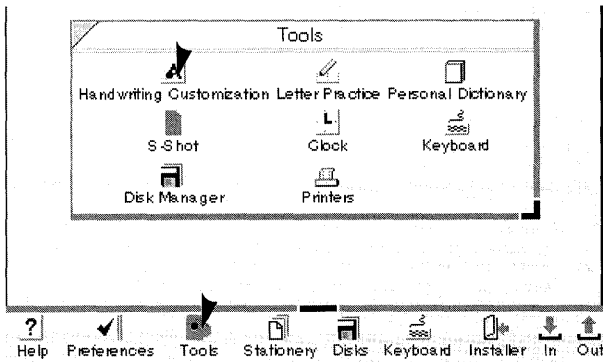 Tools
Handwriting Customization Letter Practice Personal Dictionary
S-Shot Clock Keyboard
Disk Manager Printers
? Help Preferences Tools Stationery Disks Keyboard Installer In Out